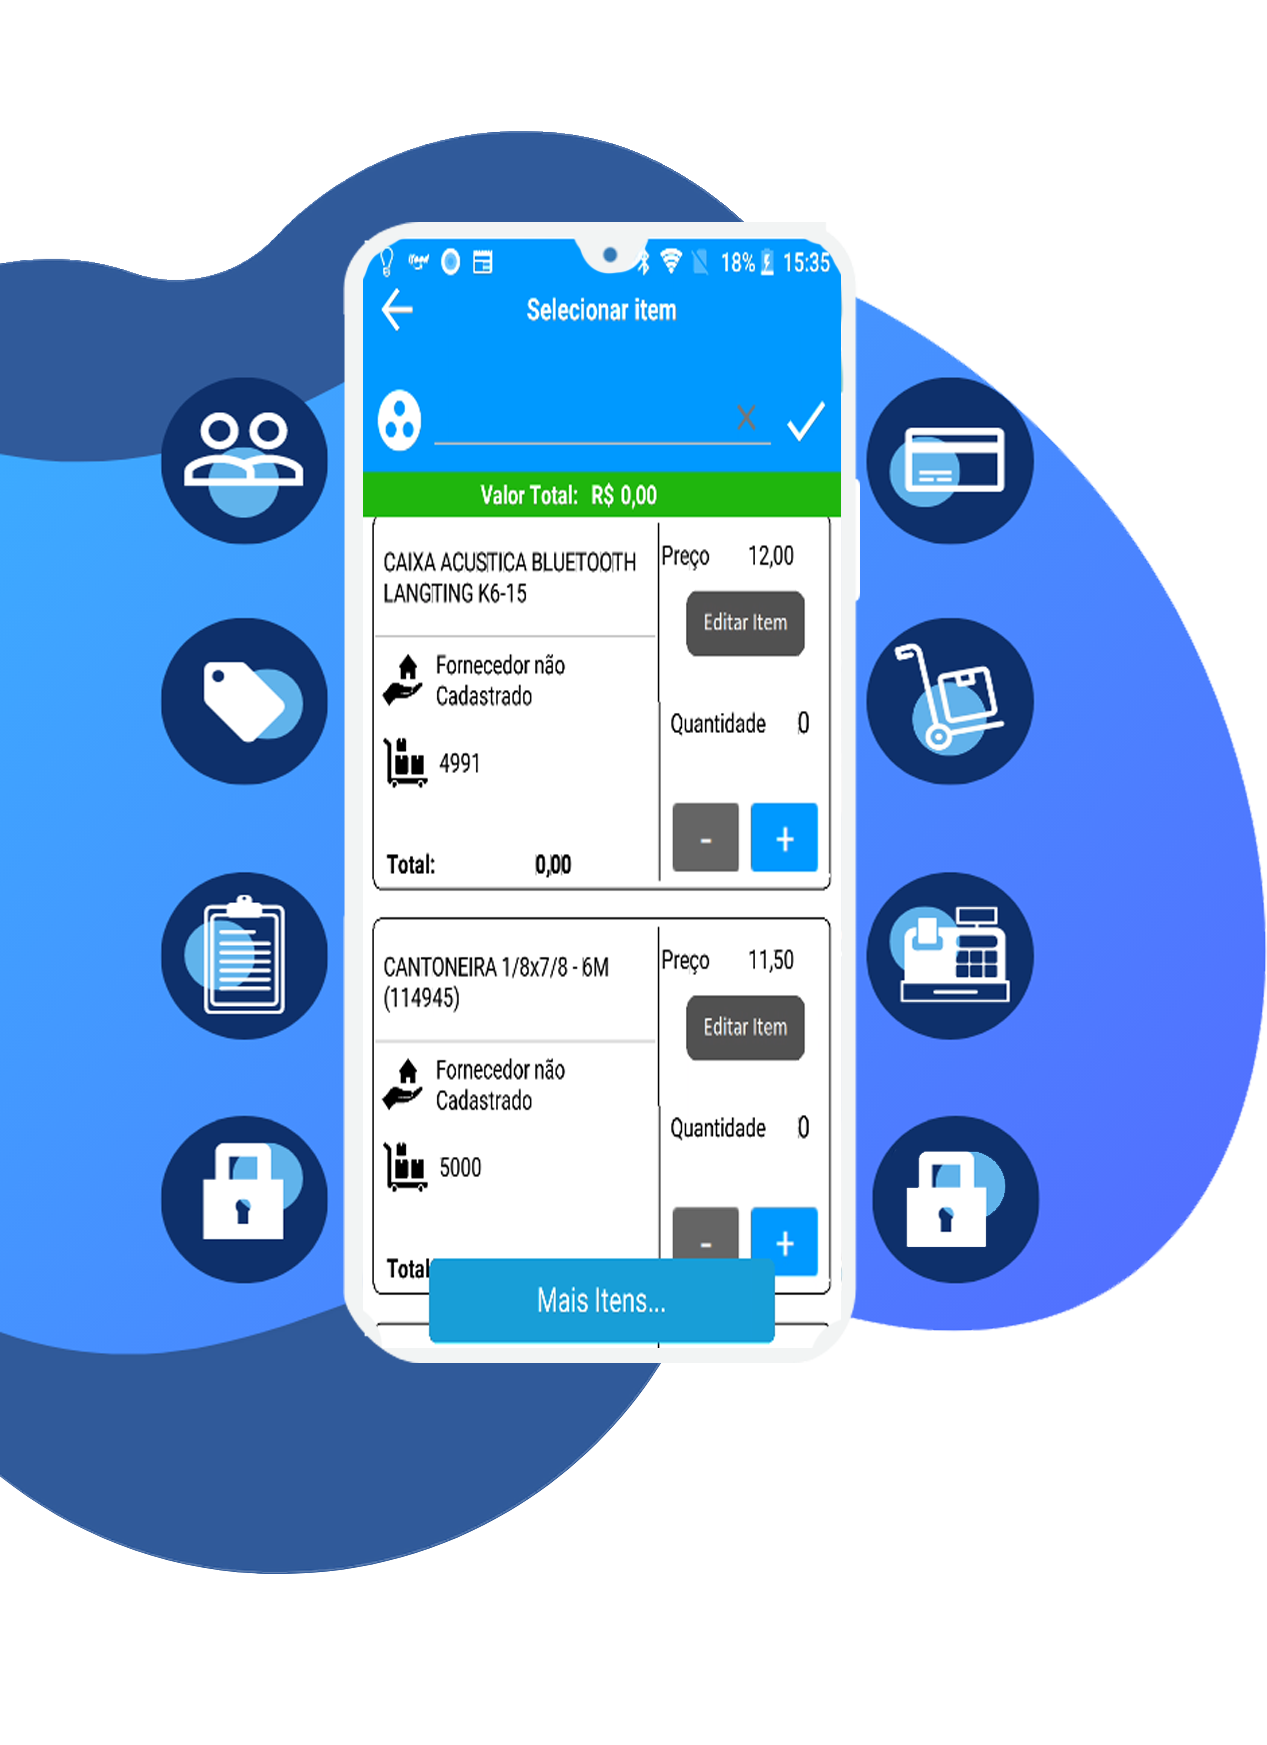 18% 15:35
Selecionar item
Valor Total: R$ 0,00
CAIXA ACUSTICA BLUETOOTH
LANGTING K6-15
Preço 12,00
Editar Item
Fornecedor não
Cadastrado
Quantidade 0
4991
- +
Total: 0,00
CANTONEIRA 1/8x7/8 - 6M
(114945)
Preço 11,50
Editar Item
Fornecedor não
Cadastrado
Quantidade 0
5000
- +
Total
Mais Itens...